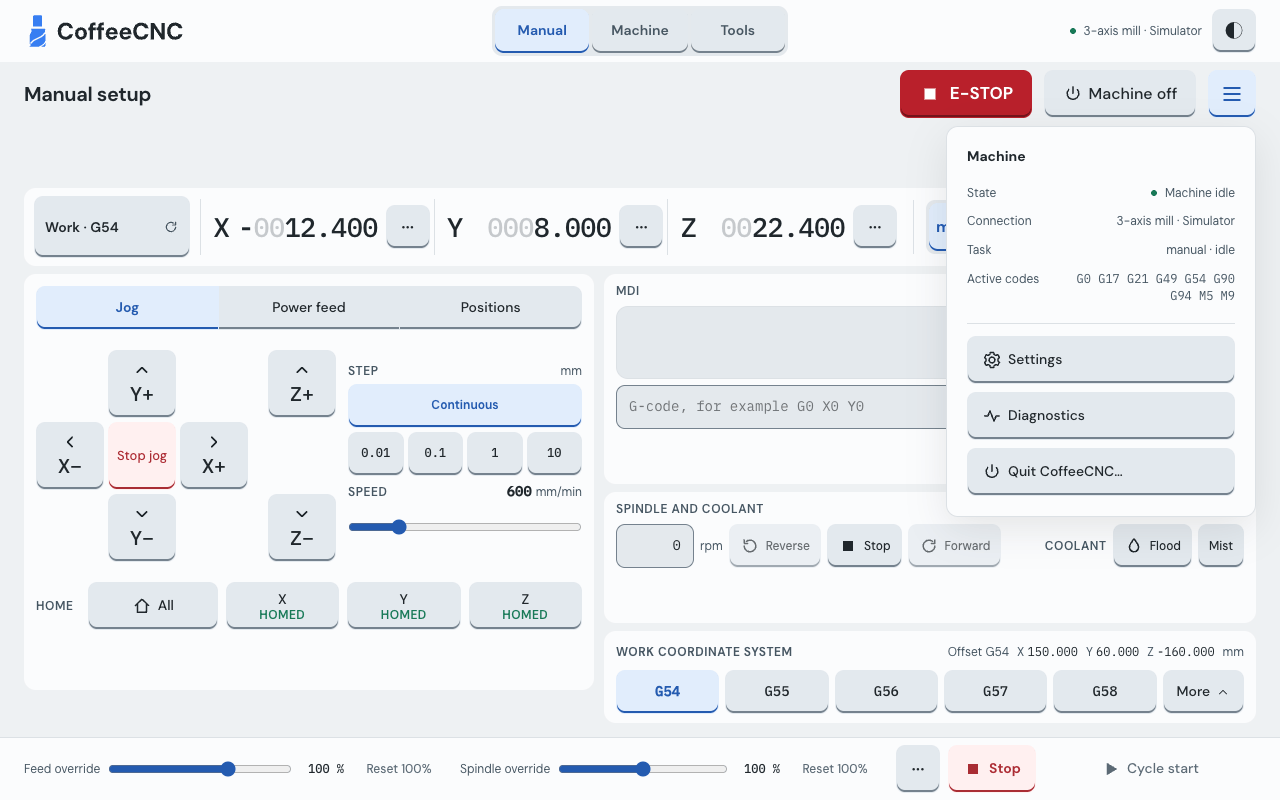 CoffeeCNC
Manual
Machine
Tools
3-axis mill · Simulator
Manual setup
E-STOP
Machine off
Machine
State
Machine idle
Connection
3-axis mill · Simulator
Task
manual · idle
Active codes
G0 G17 G21 G49 G54 G90
G94 M5 M9
Settings
Diagnostics
Quit CoffeeCNC…
Work · G54
X -0012.400
...
Y 0008.000
...
Z 0022.400
...
Jog
Power feed
Positions
Y+
Z+
X−
Stop jog
X+
Y−
Z−
STEP
mm
Continuous
0.01
0.1
1
10
SPEED
600 mm/min
HOME
All
X
HOMED
Y
HOMED
Z
HOMED
MDI
G-code, for example G0 X0 Y0
SPINDLE AND COOLANT
0
rpm
Reverse
Stop
Forward
COOLANT
Flood
Mist
WORK COORDINATE SYSTEM
Offset G54 X 150.000 Y 60.000 Z -160.000 mm
G54
G55
G56
G57
G58
More
Feed override
100 %
Reset 100%
Spindle override
100 %
Reset 100%
...
Stop
Cycle start